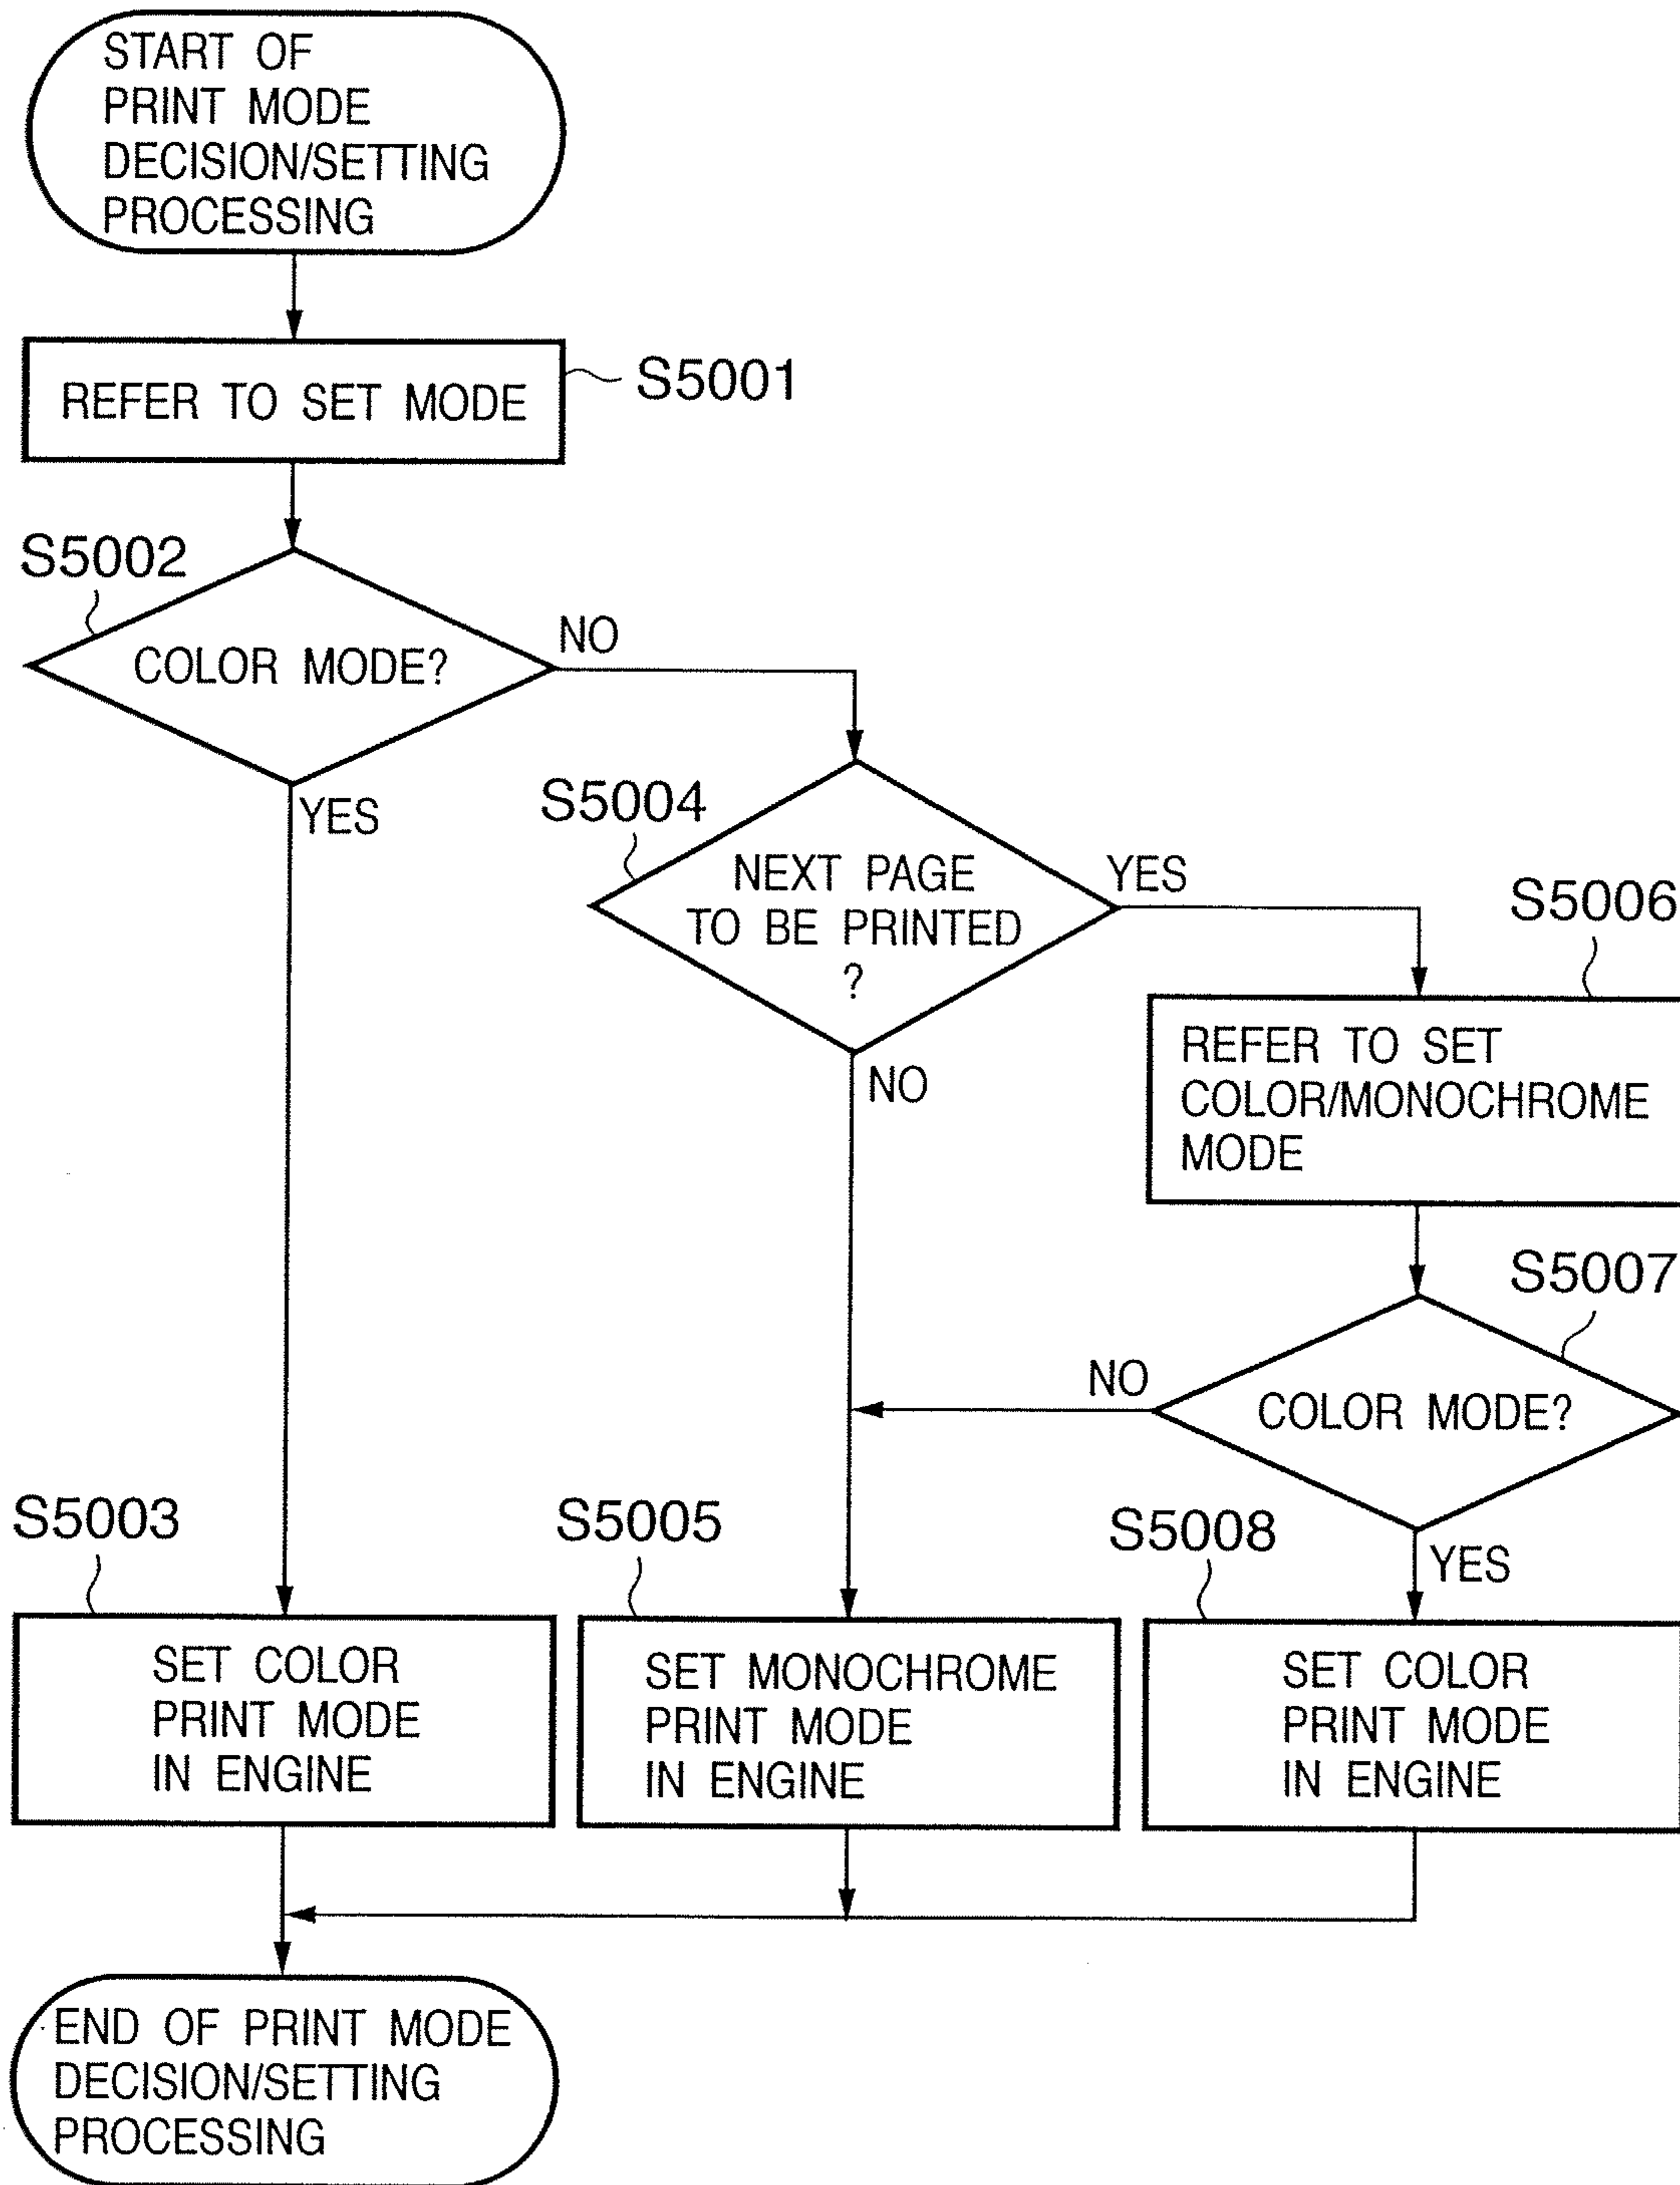 START OF
PRINT MODE
DECISION/SETTING
PROCESSING
REFER TO SET MODE
S5001
S5002
COLOR MODE?
NO
YES
S5004
NEXT PAGE
TO BE PRINTED
?
YES
NO
S5006
REFER TO SET
COLOR/MONOCHROME
MODE
S5007
COLOR MODE?
NO
YES
S5003
SET COLOR
PRINT MODE
IN ENGINE
S5005
SET MONOCHROME
PRINT MODE
IN ENGINE
S5008
SET COLOR
PRINT MODE
IN ENGINE
END OF PRINT MODE
DECISION/SETTING
PROCESSING